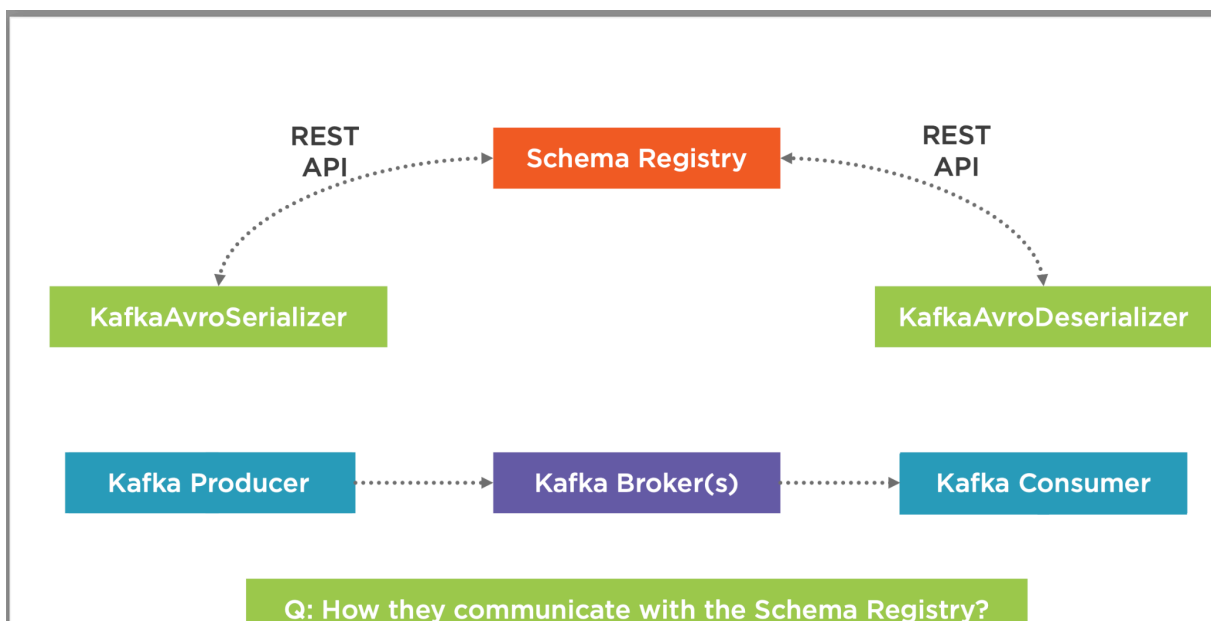 REST
API
Schema Registry
REST
API
KafkaAvroSerializer
KafkaAvroDeserializer
Kafka Producer
Kafka Broker(s)
Kafka Consumer
Q: How they communicate with the Schema Registry?